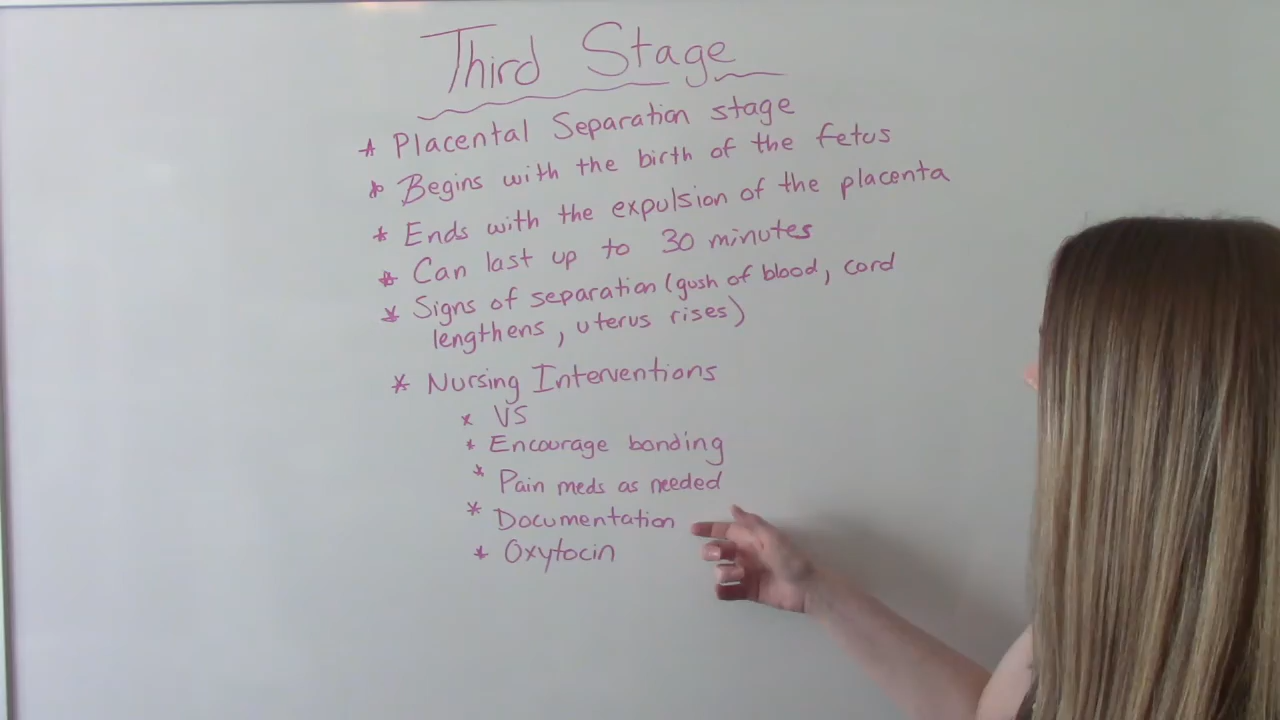 Third Stage
* Placental Separation stage
* Begins with the birth of the fetus
* Ends with the expulsion of the placenta
* Can last up to 30 minutes
* Signs of separation (gush of blood, cord
lengthens, uterus rises)
* Nursing Interventions
* VS
* Encourage bonding
* Pain meds as needed
* Documentation
* Oxytocin